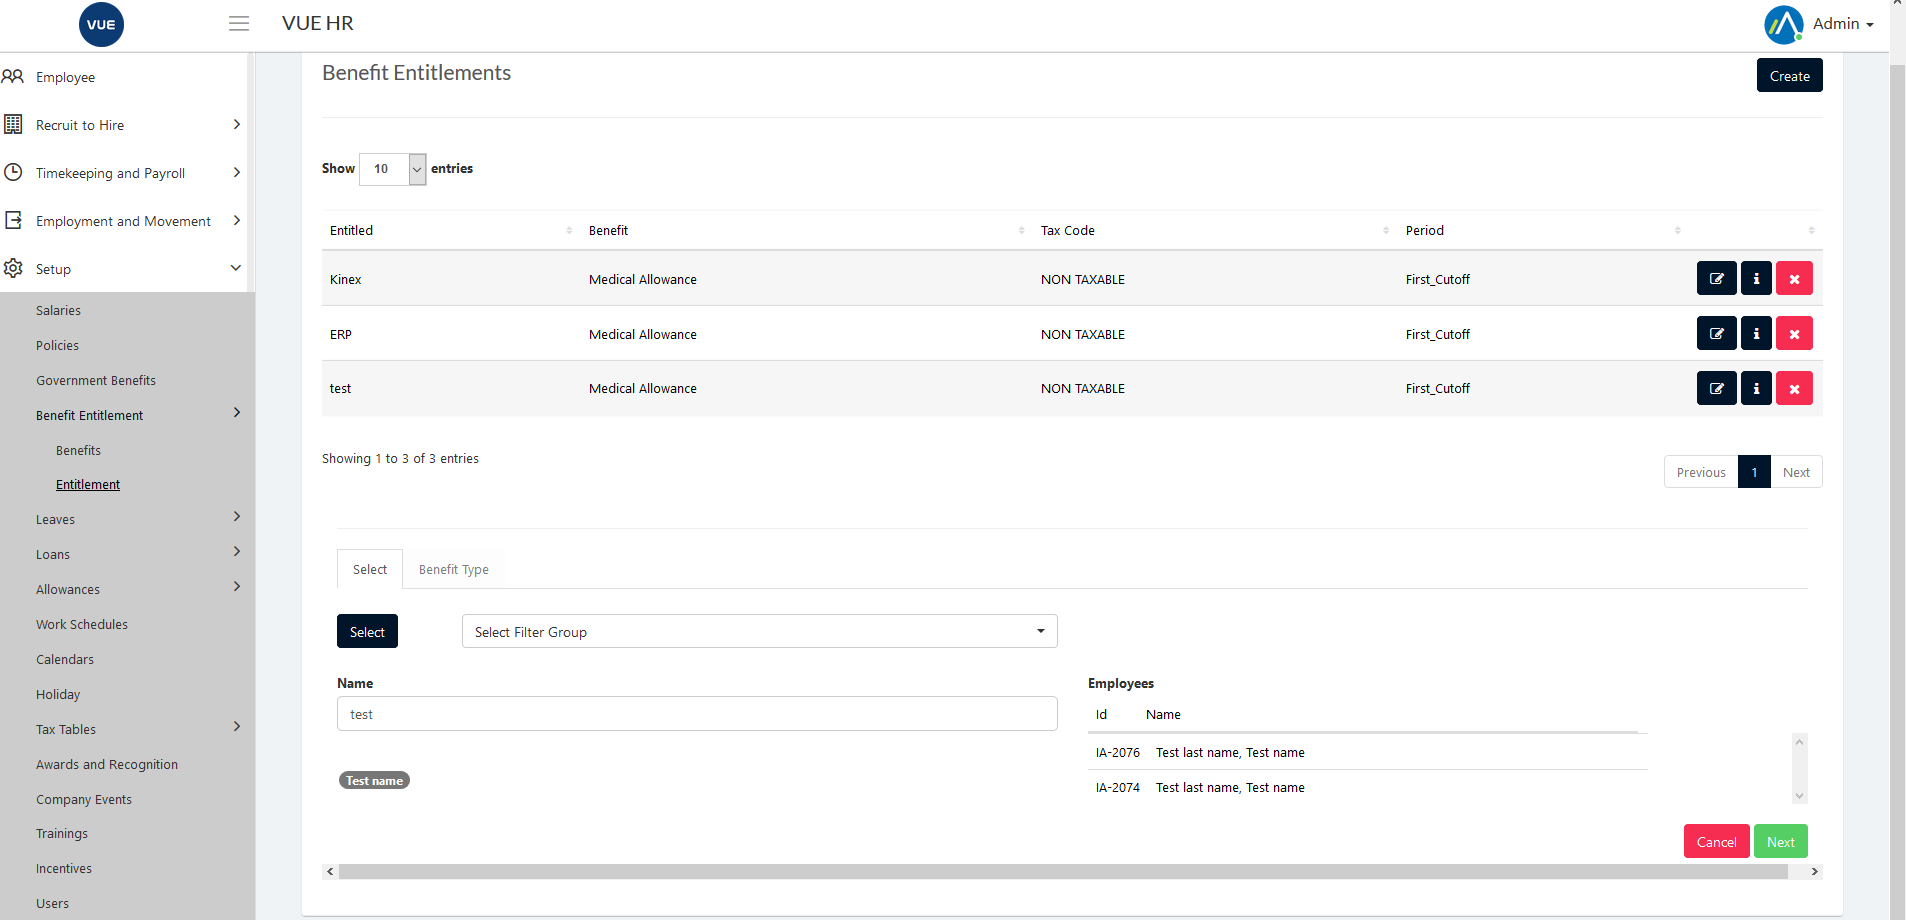 VUE
VUE HR
Admin
Employee
Recruit to Hire
Timekeeping and Payroll
Employment and Movement
Setup
Salaries
Policies
Government Benefits
Benefit Entitlement
Benefits
Entitlement
Leaves
Loans
Allowances
Work Schedules
Calendars
Holiday
Tax Tables
Awards and Recognition
Company Events
Trainings
Incentives
Users
Benefit Entitlements
Create
Show 10 entries
Entitled Benefit Tax Code Period
Kinex Medical Allowance NON TAXABLE First_Cutoff
ERP Medical Allowance NON TAXABLE First_Cutoff
test Medical Allowance NON TAXABLE First_Cutoff
Showing 1 to 3 of 3 entries
Previous 1 Next
Select Benefit Type
Select Select Filter Group
Name
test
Test name
Employees
Id Name
IA-2076 Test last name, Test name
IA-2074 Test last name, Test name
Cancel Next